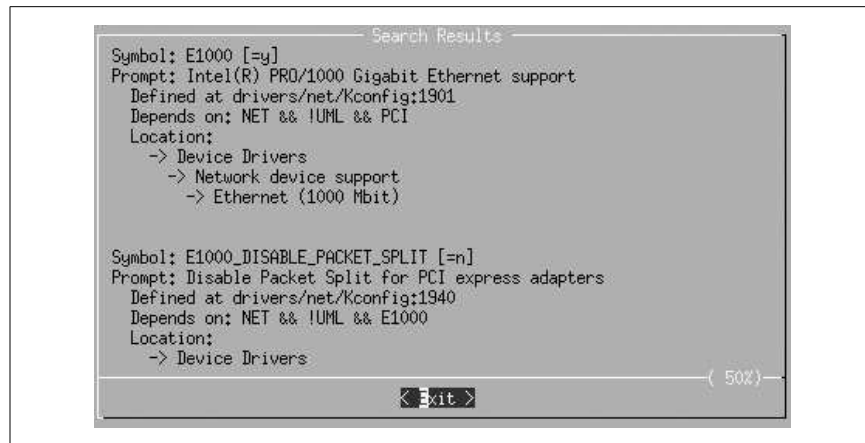 Search Results
Symbol: E1000 [=y]
Prompt: Intel(R) PRO/1000 Gigabit Ethernet support
Defined at drivers/net/Kconfig:1901
Depends on: NET && !UML && PCI
Location:
-> Device Drivers
-> Network device support
-> Ethernet (1000 Mbit)
Symbol: E1000_DISABLE_PACKET_SPLIT [=n]
Prompt: Disable Packet Split for PCI express adapters
Defined at drivers/net/Kconfig:1940
Depends on: NET && !UML && E1000
Location:
-> Device Drivers
( 50%)
< Exit >